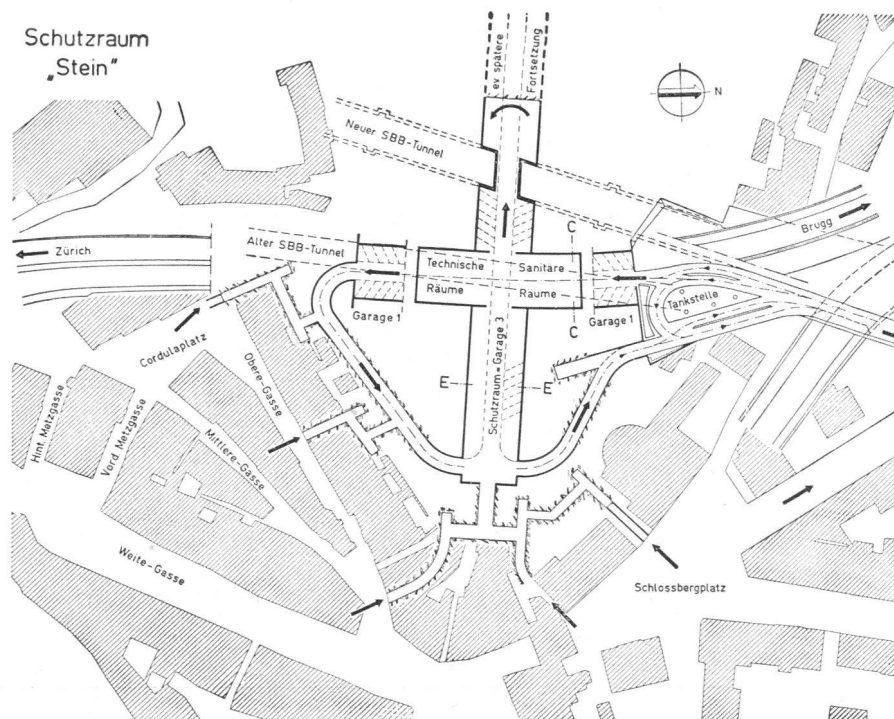 Schutzraum
„Stein"
ev. spätere
Fortsetzung
N
Neuer SBB-Tunnel
C
Brugg
Zürich
Alter SBB-Tunnel
Technische
Räume
Sanitäre
Räume
Tankstelle
Garage 1
Garage 1
C
Cordulaplatz
Schutzraum = Garage 3
E
E
Obere-Gasse
Hint. Metzgasse
Vord. Metzgasse
Mittlere-Gasse
Weite-Gasse
Schlossbergplatz